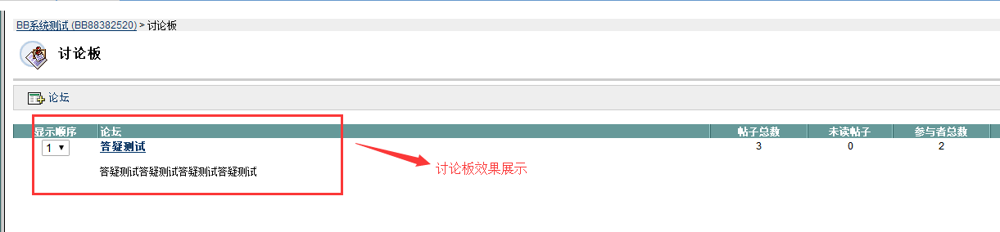 BB系统测试 (BB88382520) > 讨论板
讨论板
论坛
显示顺序 论坛 帖子总数 未读帖子 参与者总数
1 答疑测试 3 0 2
答疑测试答疑测试答疑测试答疑测试
讨论板效果展示